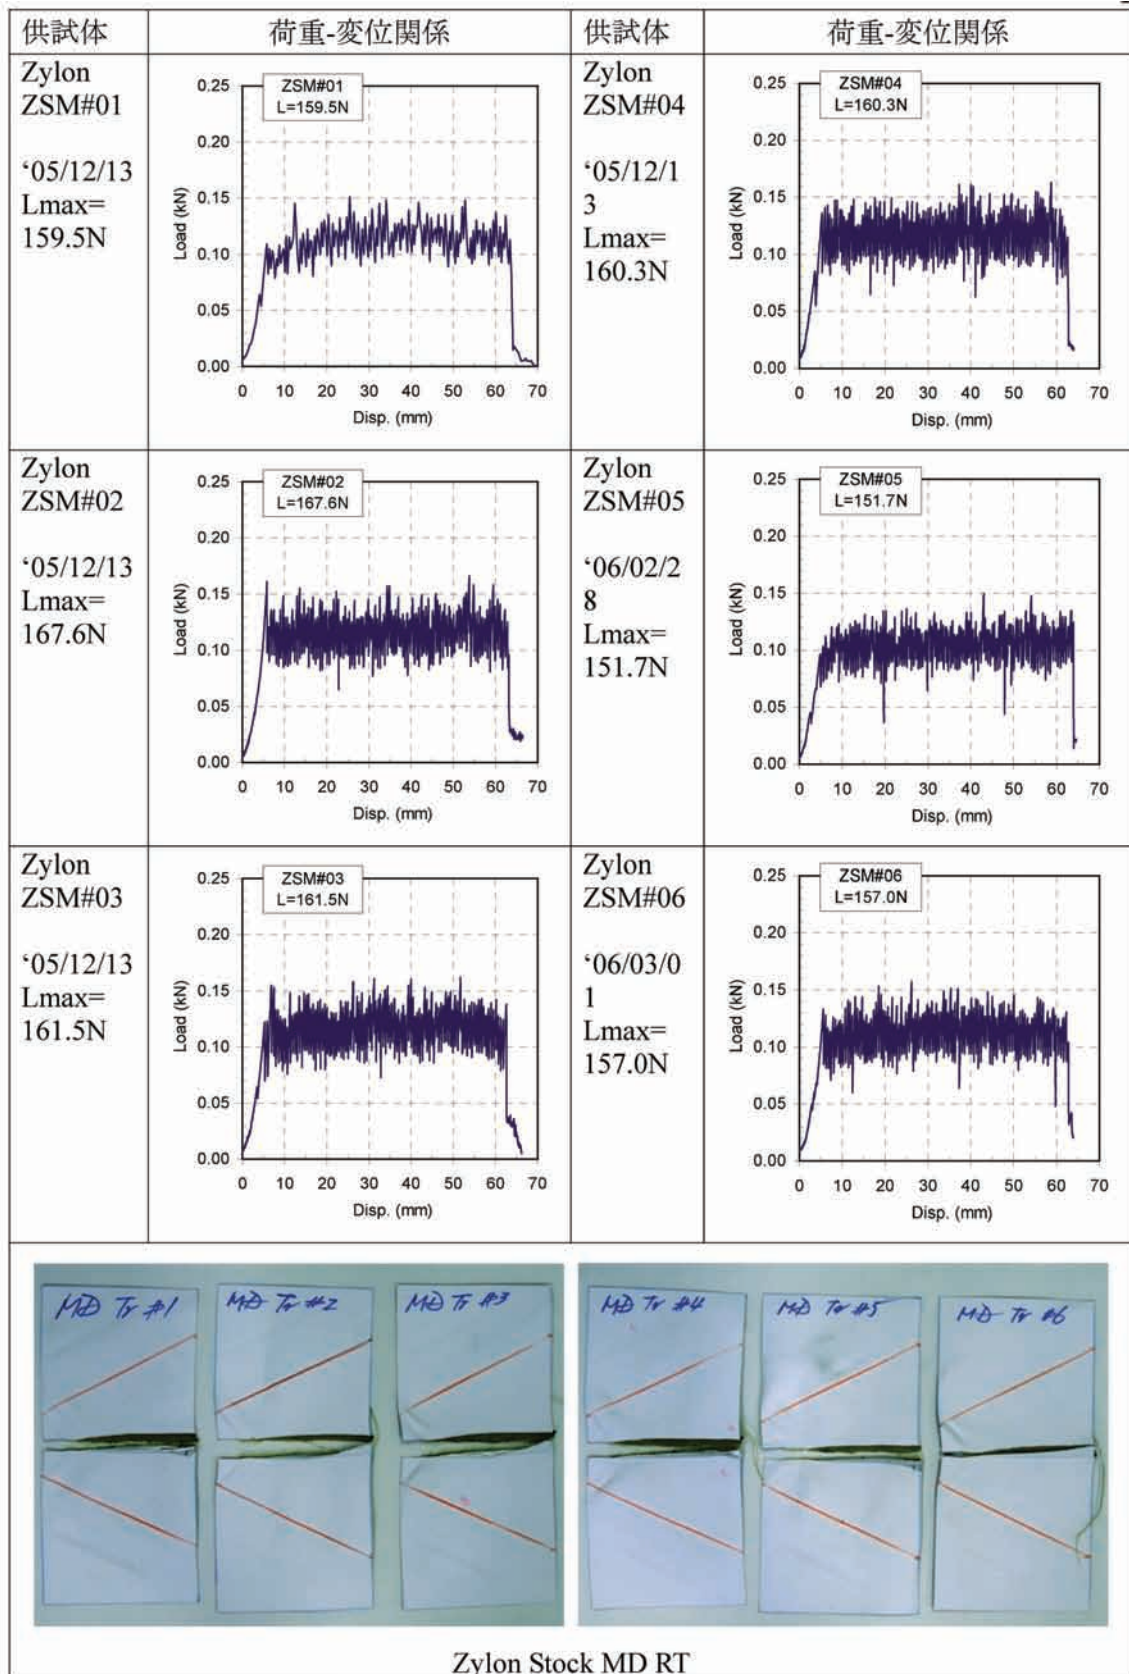 供試体 荷重-変位関係 供試体 荷重-変位関係
Zylon
ZSM#01
‘05/12/13
Lmax=
159.5N
ZSM#01
L=159.5N
0.25
0.20
0.15
0.10
0.05
0.00
Load (kN)
0 10 20 30 40 50 60 70
Disp. (mm)
Zylon
ZSM#04
‘05/12/1
3
Lmax=
160.3N
ZSM#04
L=160.3N
0.25
0.20
0.15
0.10
0.05
0.00
Load (kN)
0 10 20 30 40 50 60 70
Disp. (mm)
Zylon
ZSM#02
‘05/12/13
Lmax=
167.6N
ZSM#02
L=167.6N
0.25
0.20
0.15
0.10
0.05
0.00
Load (kN)
0 10 20 30 40 50 60 70
Disp. (mm)
Zylon
ZSM#05
‘06/02/2
8
Lmax=
151.7N
ZSM#05
L=151.7N
0.25
0.20
0.15
0.10
0.05
0.00
Load (kN)
0 10 20 30 40 50 60 70
Disp. (mm)
Zylon
ZSM#03
‘05/12/13
Lmax=
161.5N
ZSM#03
L=161.5N
0.25
0.20
0.15
0.10
0.05
0.00
Load (kN)
0 10 20 30 40 50 60 70
Disp. (mm)
Zylon
ZSM#06
‘06/03/0
1
Lmax=
157.0N
ZSM#06
L=157.0N
0.25
0.20
0.15
0.10
0.05
0.00
Load (kN)
0 10 20 30 40 50 60 70
Disp. (mm)
MD Tr #1
MD Tr #2
MD Tr #3
MD Tr #4
MD Tr #5
MD Tr #6
Zylon Stock MD RT